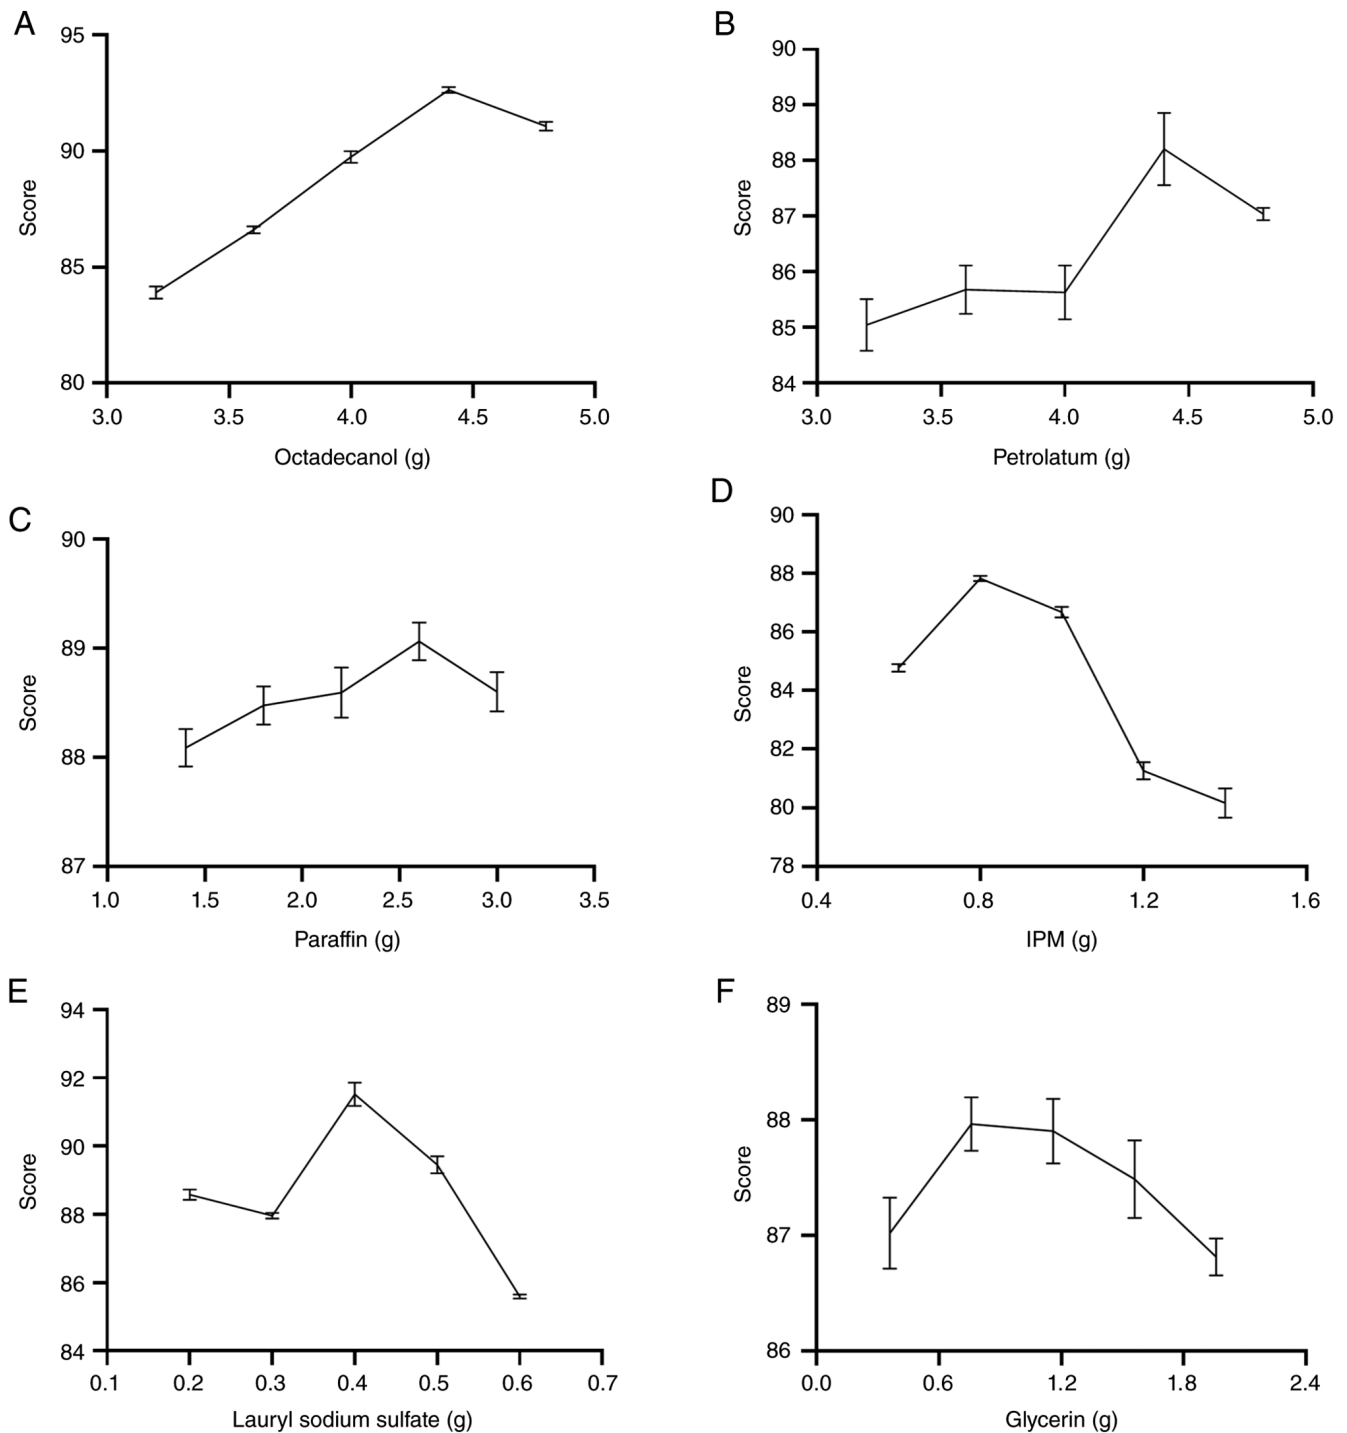 A
95
90
85
80
Score
3.0 3.5 4.0 4.5 5.0
Octadecanol (g)
B
90
89
88
87
86
85
84
Score
3.0 3.5 4.0 4.5 5.0
Petrolatum (g)
C
90
89
88
87
Score
1.0 1.5 2.0 2.5 3.0 3.5
Paraffin (g)
D
90
88
86
84
82
80
78
Score
0.4 0.8 1.2 1.6
IPM (g)
E
94
92
90
88
86
84
Score
0.1 0.2 0.3 0.4 0.5 0.6 0.7
Lauryl sodium sulfate (g)
F
89
88
87
86
Score
0.0 0.6 1.2 1.8 2.4
Glycerin (g)